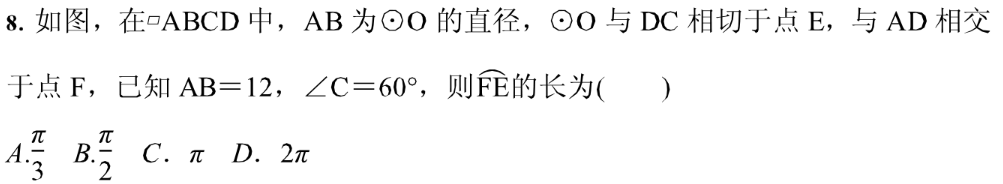 8. 如图，在▱ABCD 中，AB 为⊙O 的直径，⊙O 与 DC 相切于点 E，与 AD 相交
于点 F，已知 AB＝12，∠C＝60°，则$\overset{\frown}{FE}$的长为(　　)
A.$\frac{π}{3}$　B.$\frac{π}{2}$　C．π　D．2π